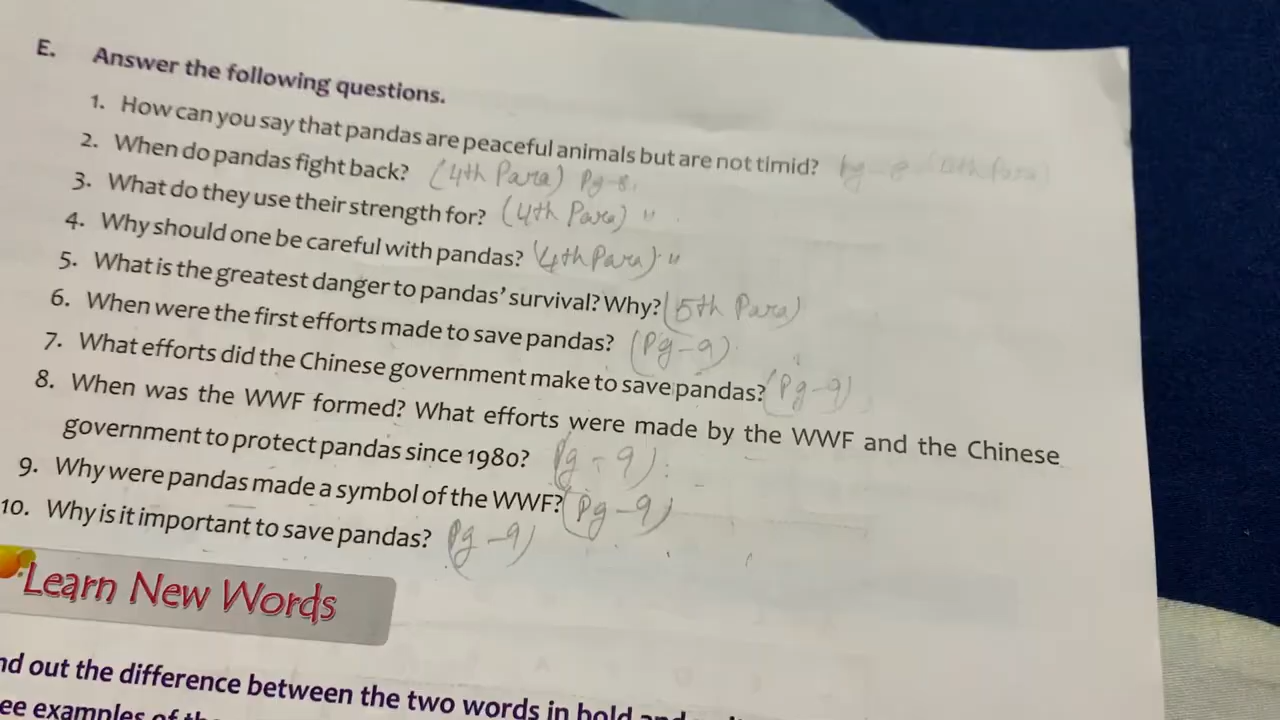 E. Answer the following questions.
1. How can you say that pandas are peaceful animals but are not timid? pg
2. When do pandas fight back? (4th Para) Pg-8.
3. What do they use their strength for? (4th Para) "
4. Why should one be careful with pandas? (4th Para) "
5. What is the greatest danger to pandas' survival? Why? (5th Para)
6. When were the first efforts made to save pandas? (Pg-9)
7. What efforts did the Chinese government make to save pandas? (Pg-9)
8. When was the WWF formed? What efforts were made by the WWF and the Chinese
government to protect pandas since 1980? Pg-9)
9. Why were pandas made a symbol of the WWF? (Pg-9)
10. Why is it important to save pandas? Pg-9)
Learn New Words
nd out the difference between the two words in bold and
ee examples of